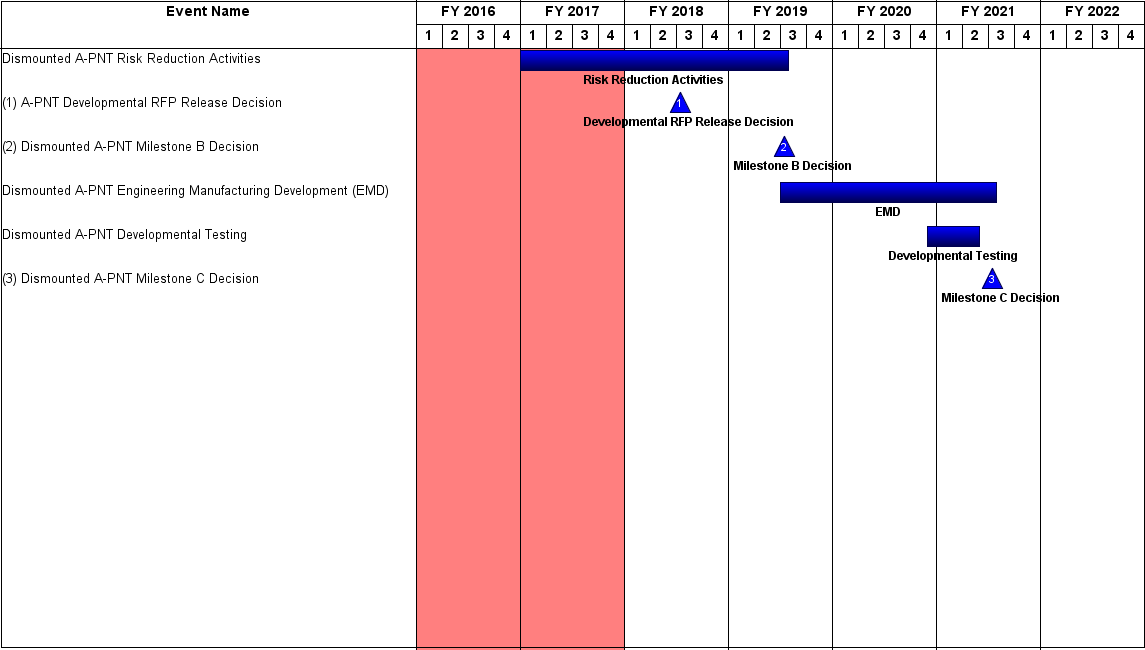 Event Name FY 2016 FY 2017 FY 2018 FY 2019 FY 2020 FY 2021 FY 2022
1 2 3 4 1 2 3 4 1 2 3 4 1 2 3 4 1 2 3 4 1 2 3 4 1 2 3 4
Dismounted A-PNT Risk Reduction Activities
Risk Reduction Activities
(1) A-PNT Developmental RFP Release Decision 1
Developmental RFP Release Decision
(2) Dismounted A-PNT Milestone B Decision 2
Milestone B Decision
Dismounted A-PNT Engineering Manufacturing Development (EMD)
EMD
Dismounted A-PNT Developmental Testing
Developmental Testing
(3) Dismounted A-PNT Milestone C Decision 3
Milestone C Decision